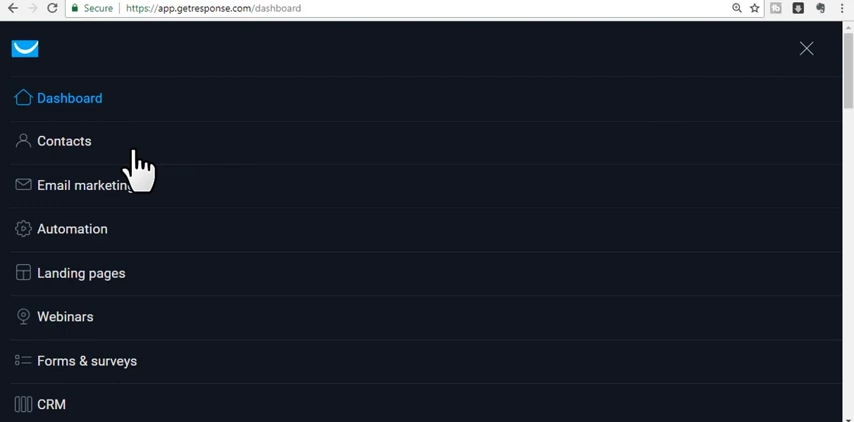 Secure https://app.getresponse.com/dashboard
Dashboard
Contacts
Email marketing
Automation
Landing pages
Webinars
Forms & surveys
CRM